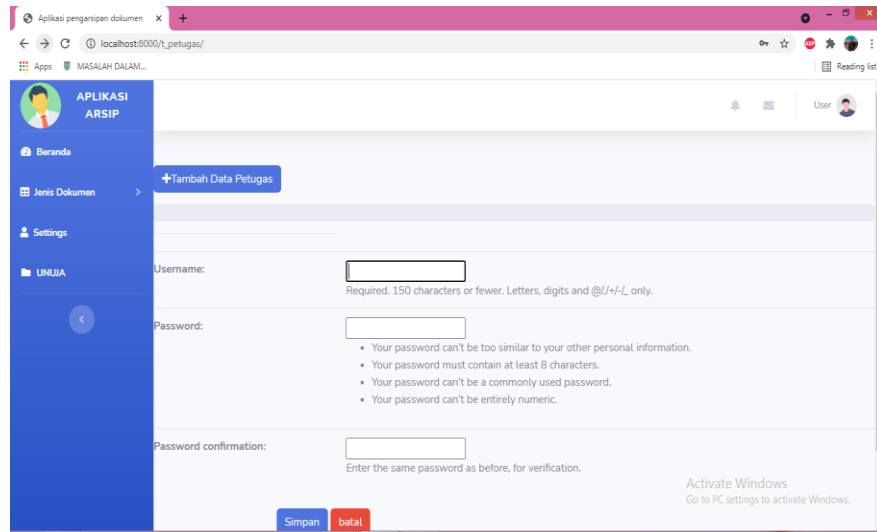 Aplikasi pengarsipan dokumen
localhost:8000/t_petugas/
ABP
Apps
MASALAH DALAM...
Reading list
APLIKASI
ARSIP
User
Beranda
+Tambah Data Petugas
Jenis Dokumen
Settings
UNUJA
Username:
Required. 150 characters or fewer. Letters, digits and @/./+/-/_ only.
Password:
• Your password can't be too similar to your other personal information.
• Your password must contain at least 8 characters.
• Your password can't be a commonly used password.
• Your password can't be entirely numeric.
Password confirmation:
Enter the same password as before, for verification.
Activate Windows
Go to PC settings to activate Windows.
Simpan
batal